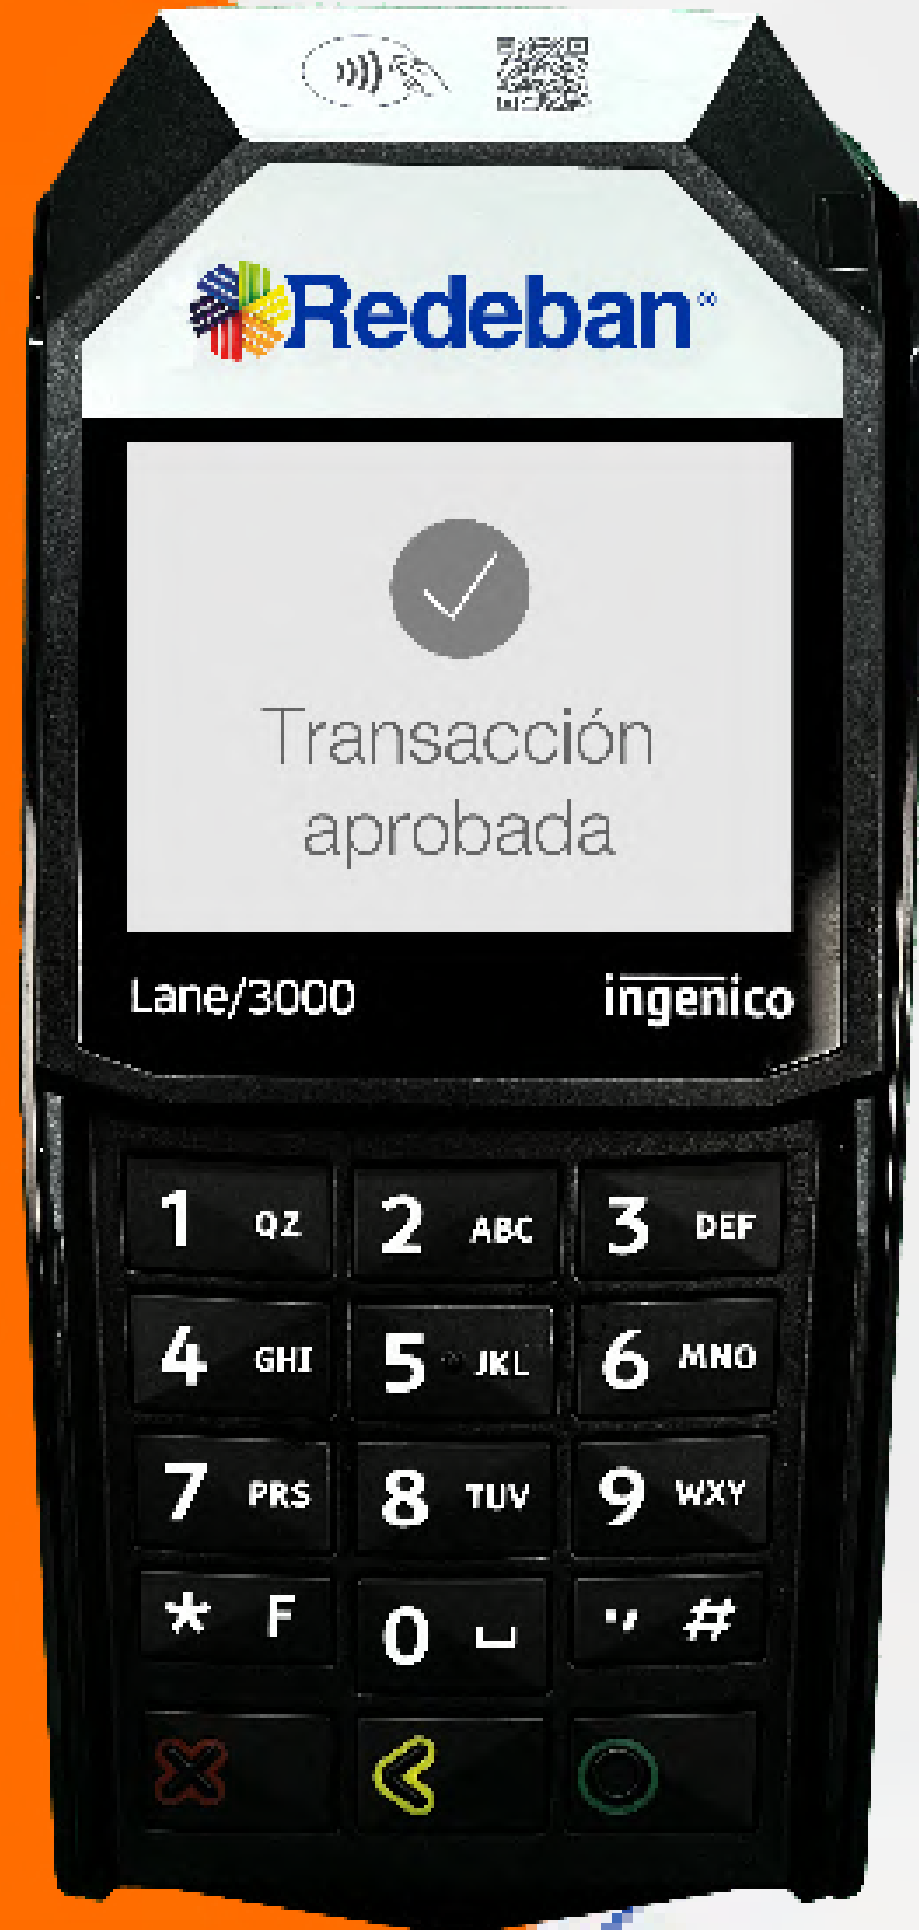 Redeban
Transacción
aprobada
Lane/3000 ingenico
1 QZ 2 ABC 3 DEF
4 GHI 5 JKL 6 MNO
7 PRS 8 TUV 9 WXY
* F 0 ., #